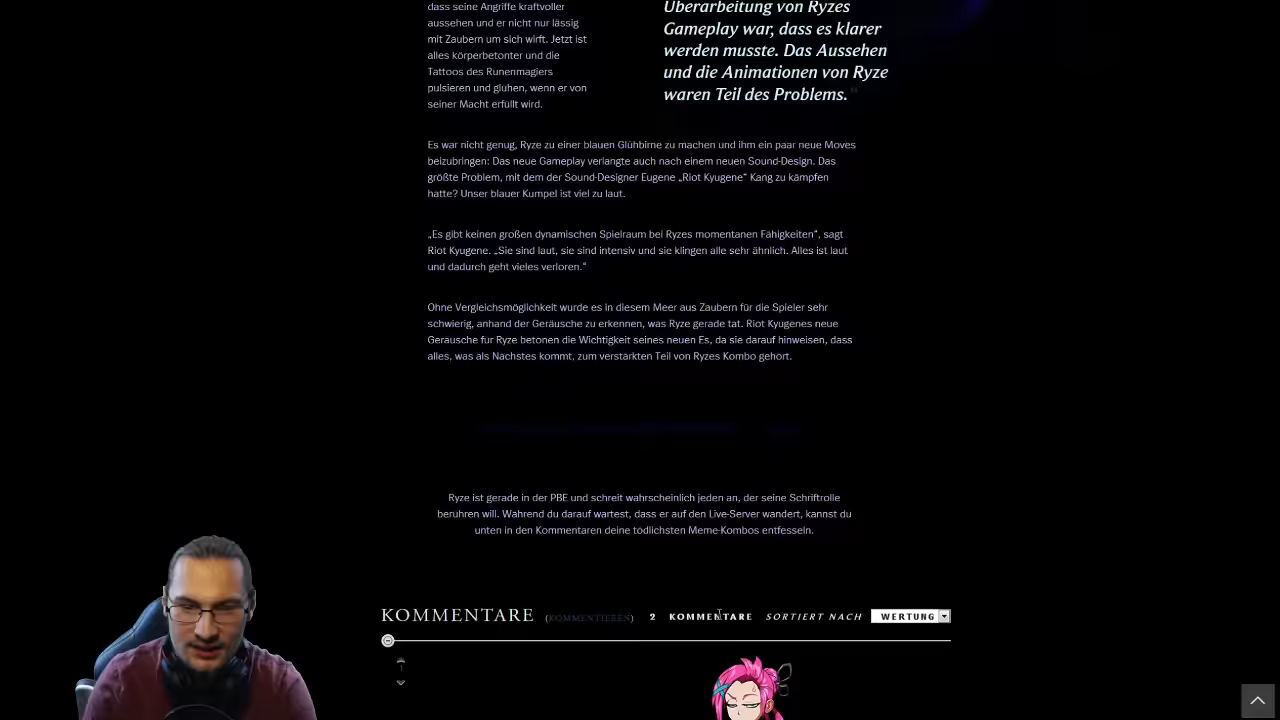 dass seine Angriffe kraftvoller
aussehen und er nicht nur lässig
mit Zaubern um sich wirft. Jetzt ist
alles körperbetonter und die
Tattoos des Runenmagiers
pulsieren und glühen, wenn er von
seiner Macht erfüllt wird.
Überarbeitung von Ryzes
Gameplay war, dass es klarer
werden musste. Das Aussehen
und die Animationen von Ryze
waren Teil des Problems."
Es war nicht genug, Ryze zu einer blauen Glühbirne zu machen und ihm ein paar neue Moves
beizubringen: Das neue Gameplay verlangte auch nach einem neuen Sound-Design. Das
größte Problem, mit dem der Sound-Designer Eugene „Riot Kyugene“ Kang zu kämpfen
hatte? Unser blauer Kumpel ist viel zu laut.
„Es gibt keinen großen dynamischen Spielraum bei Ryzes momentanen Fähigkeiten“, sagt
Riot Kyugene. „Sie sind laut, sie sind intensiv und sie klingen alle sehr ähnlich. Alles ist laut
und dadurch geht vieles verloren.“
Ohne Vergleichsmöglichkeit wurde es in diesem Meer aus Zaubern für die Spieler sehr
schwierig, anhand der Geräusche zu erkennen, was Ryze gerade tat. Riot Kyugenes neue
Geräusche für Ryze betonen die Wichtigkeit seines neuen Es, da sie darauf hinweisen, dass
alles, was als Nächstes kommt, zum verstärkten Teil von Ryzes Kombo gehört.
Ryze ist gerade in der PBE und schreit wahrscheinlich jeden an, der seine Schriftrolle
berühren will. Während du darauf wartest, dass er auf den Live-Server wandert, kannst du
unten in den Kommentaren deine tödlichsten Meme-Kombos entfesseln.
KOMMENTARE (KOMMENTIEREN) 2 KOMMENTARE SORTIERT NACH WERTUNG
1